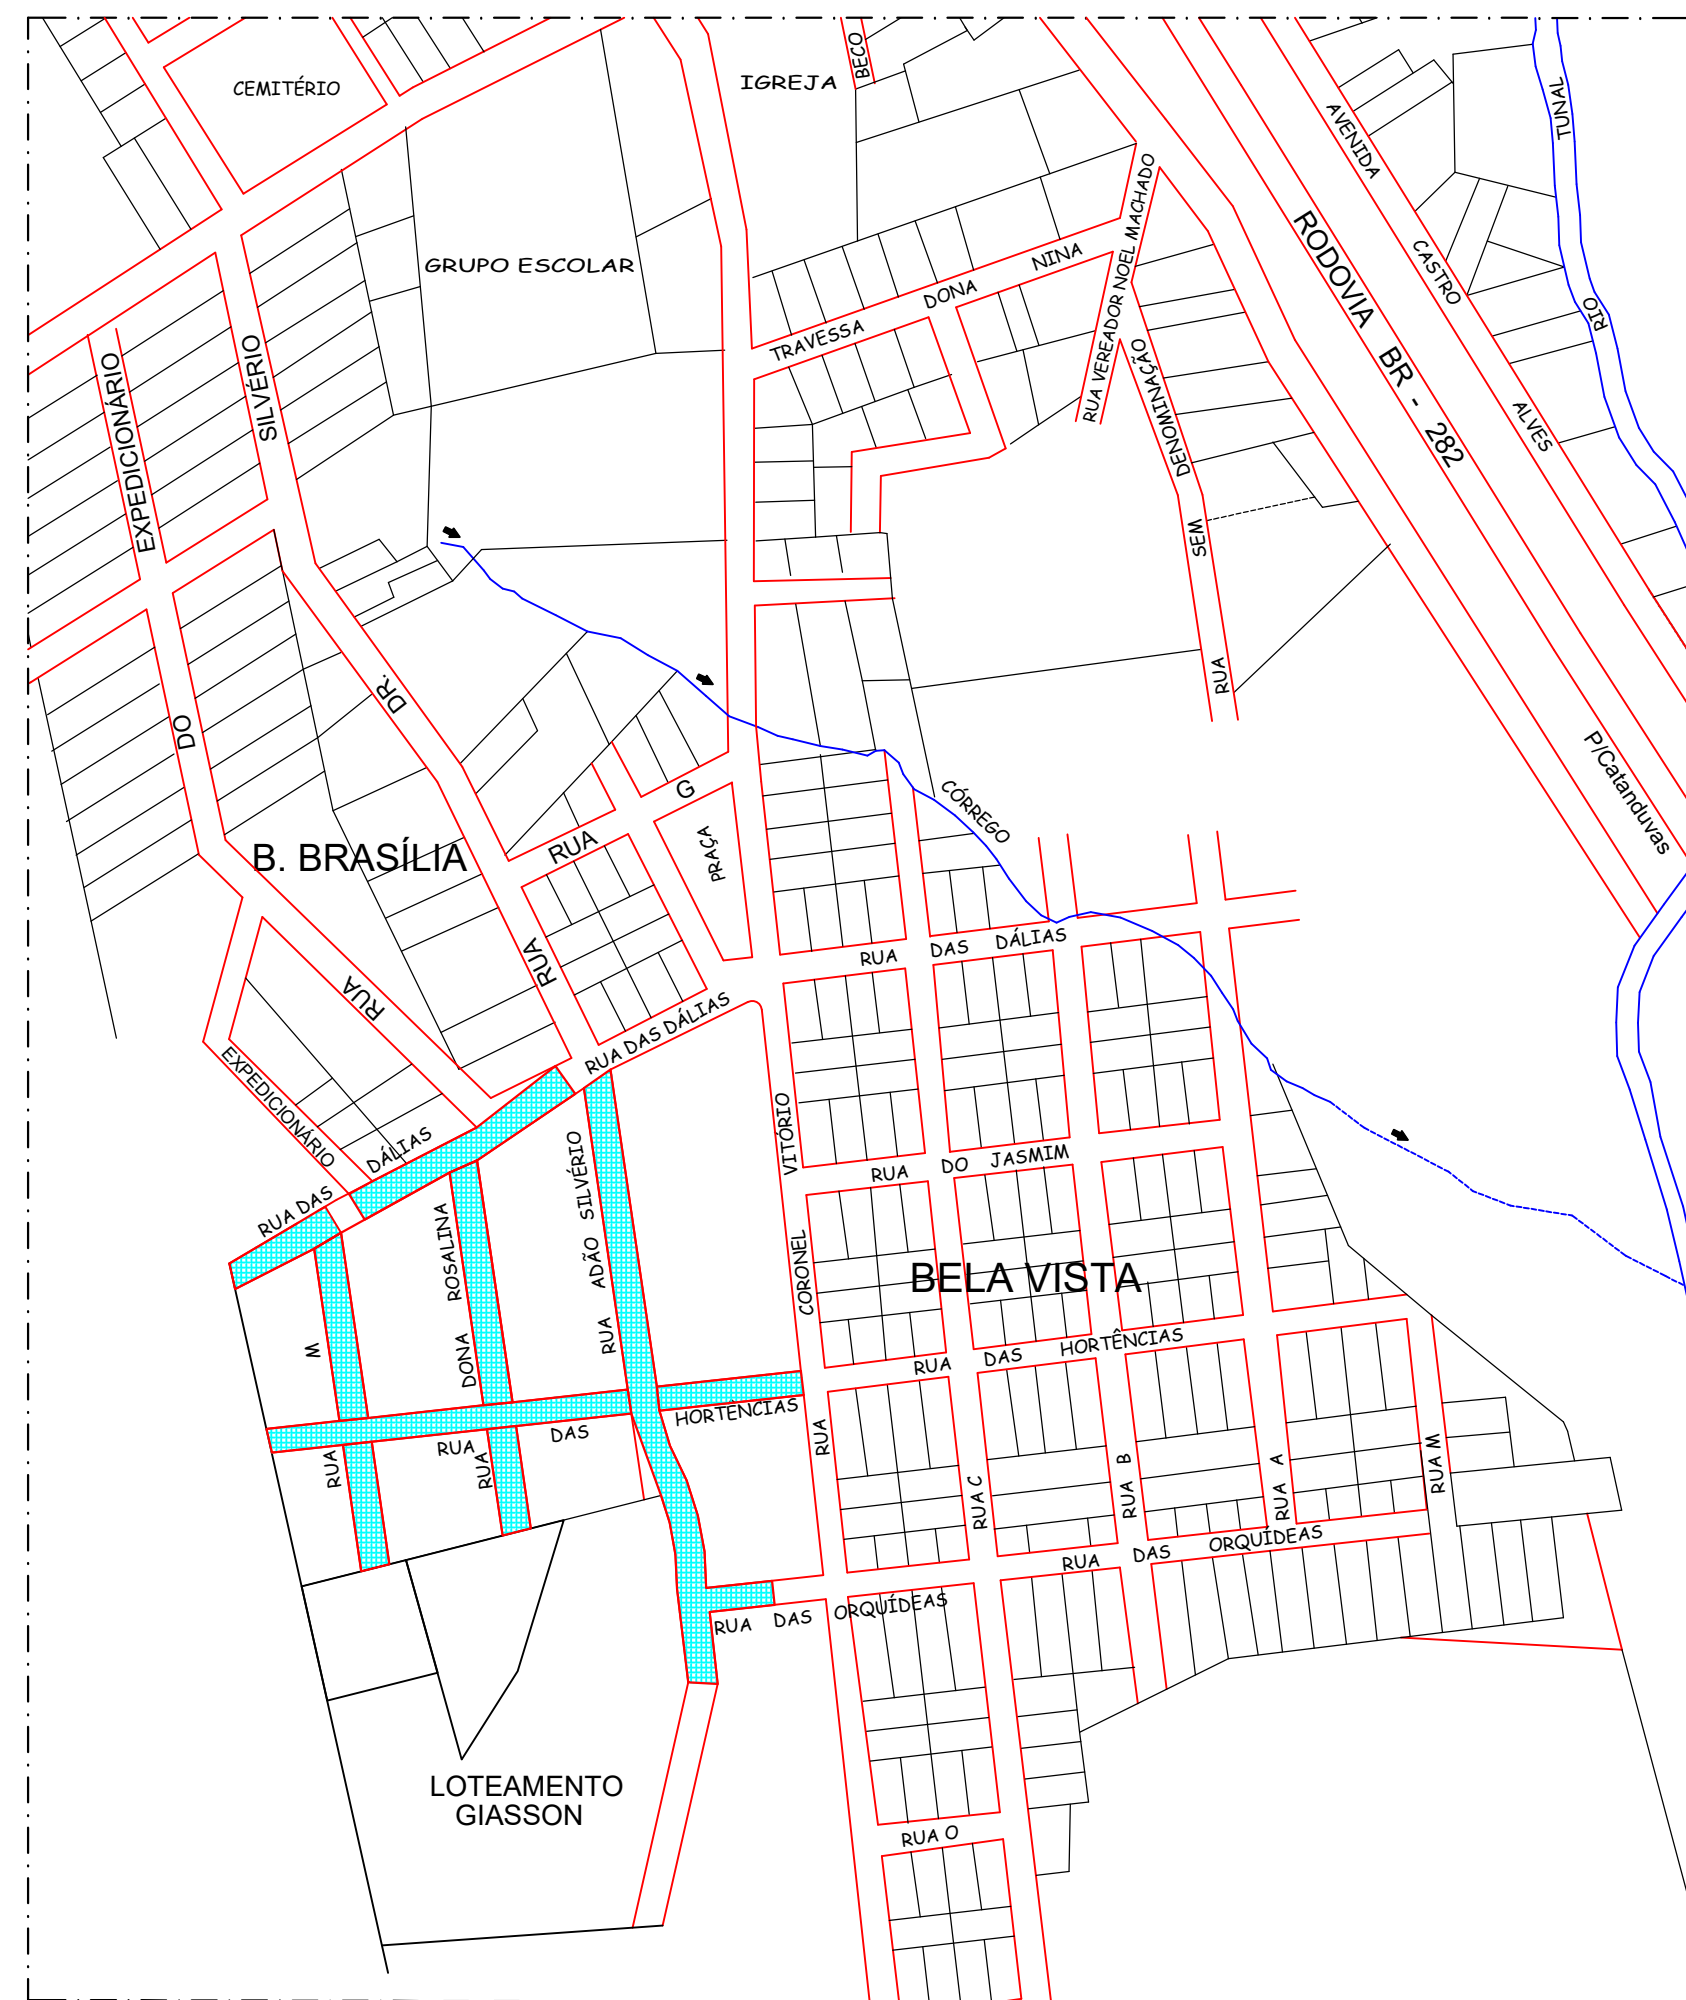 CEMITÉRIO
IGREJA
BECO
TUNAL
RIO
AVENIDA CASTRO ALVES
RODOVIA BR - 282
P/Catanduvas
GRUPO ESCOLAR
TRAVESSA DONA NINA
RUA VEREADOR NOEL MACHADO
RUA SEM DENOMINAÇÃO
RUA DO EXPEDICIONÁRIO
RUA DR. SILVÉRIO
RUA G
PRAÇA
CÓRREGO
B. BRASÍLIA
RUA DAS DÁLIAS
RUA DAS DÁLIAS
EXPEDICIONÁRIO
RUA DAS DÁLIAS
RUA CORONEL VITÓRIO
RUA DO JASMIM
RUA ADÃO SILVÉRIO
RUA DONA ROSALINA
RUA M
BELA VISTA
RUA DAS HORTÊNCIAS
RUA DAS HORTÊNCIAS
RUA C
RUA B
RUA A
RUA M
RUA DAS ORQUÍDEAS
RUA DAS ORQUÍDEAS
LOTEAMENTO
GIASSON
RUA O